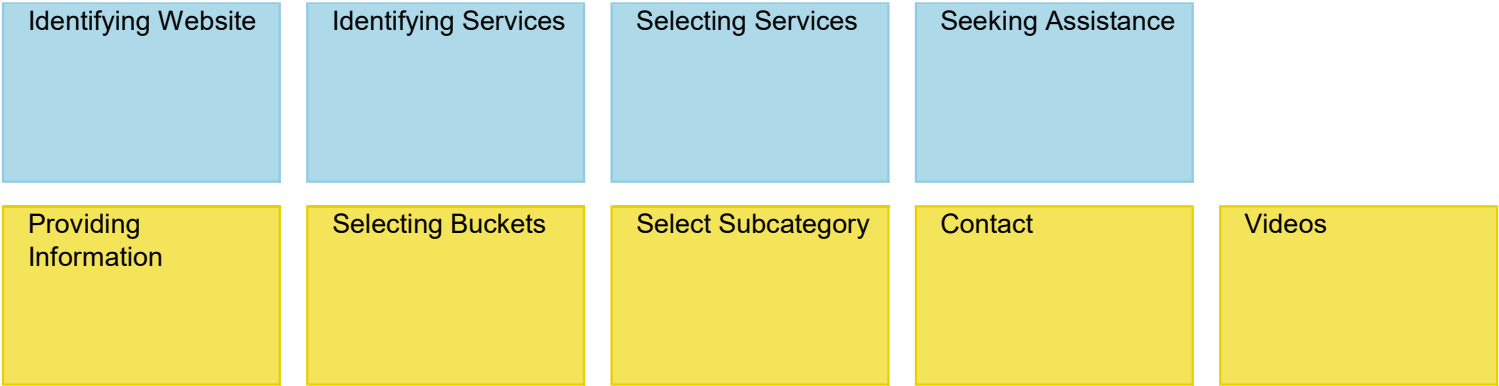 Identifying Website
Identifying Services
Selecting Services
Seeking Assistance
Providing
Information
Selecting Buckets
Select Subcategory
Contact
Videos